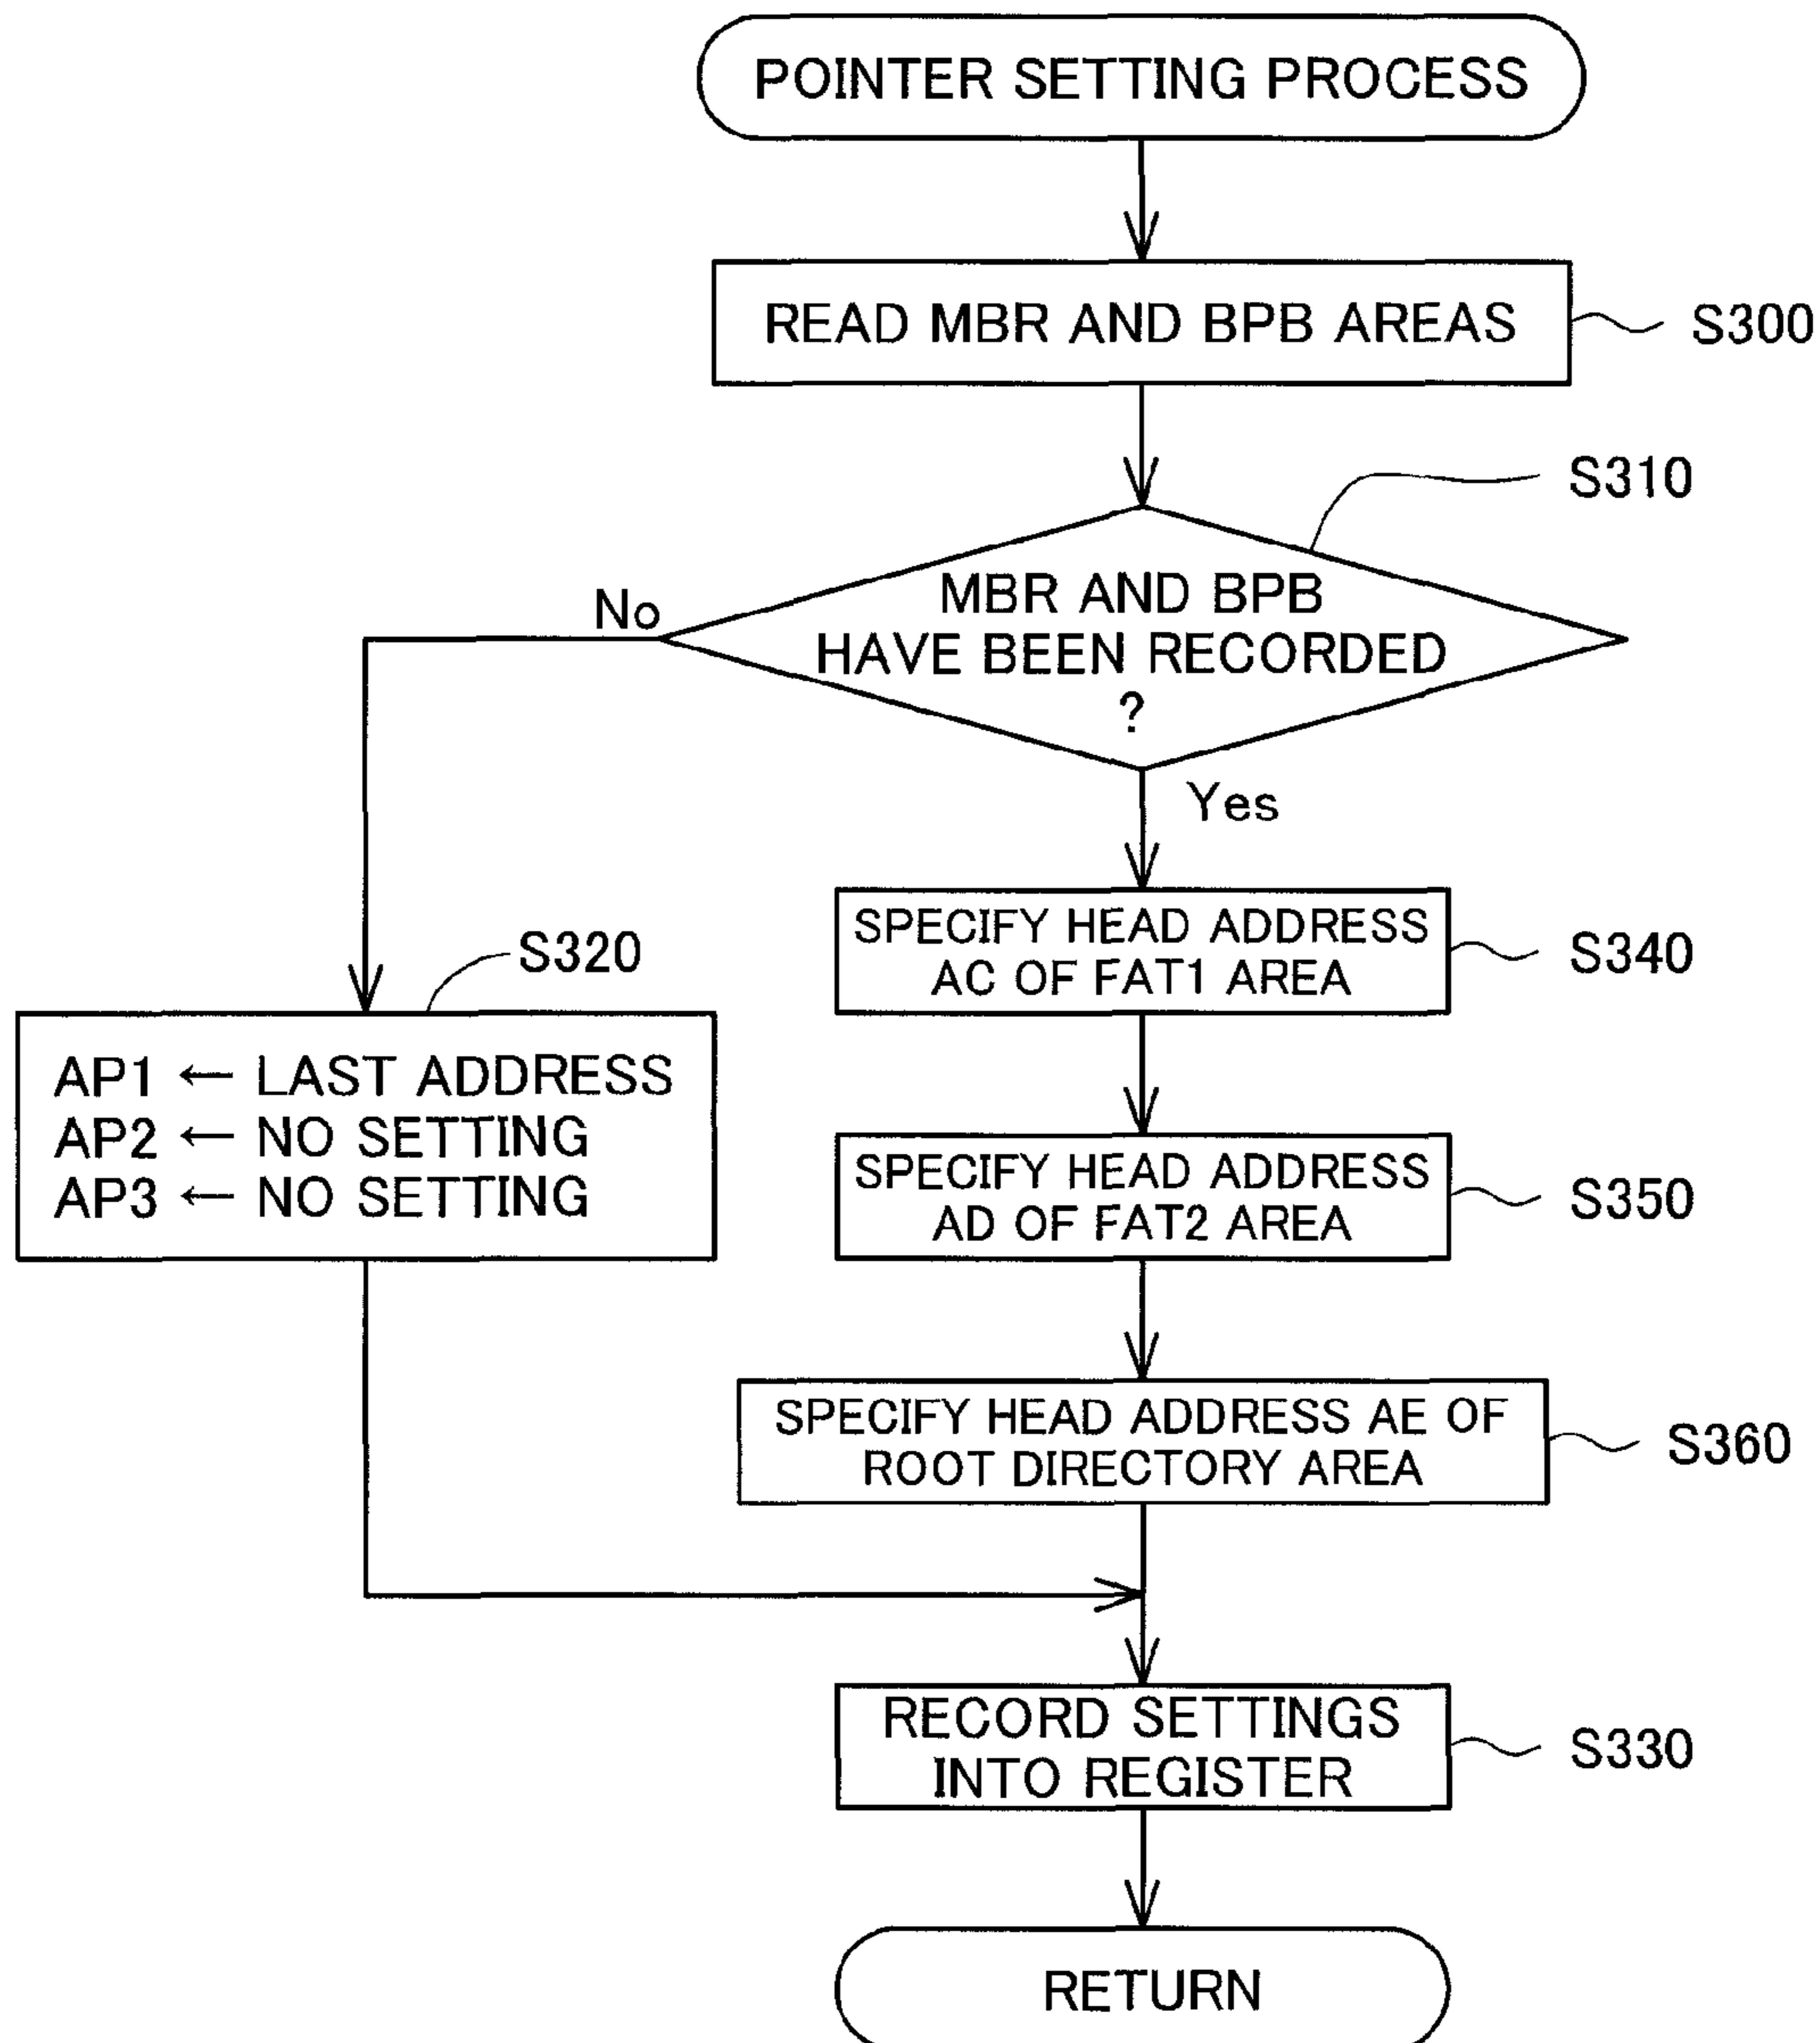 POINTER SETTING PROCESS
READ MBR AND BPB AREAS
S300
S310
MBR AND BPB
HAVE BEEN RECORDED
?
No
Yes
SPECIFY HEAD ADDRESS
AC OF FAT1 AREA
S340
S320
AP1 ← LAST ADDRESS
AP2 ← NO SETTING
AP3 ← NO SETTING
SPECIFY HEAD ADDRESS
AD OF FAT2 AREA
S350
SPECIFY HEAD ADDRESS AE OF
ROOT DIRECTORY AREA
S360
RECORD SETTINGS
INTO REGISTER
S330
RETURN